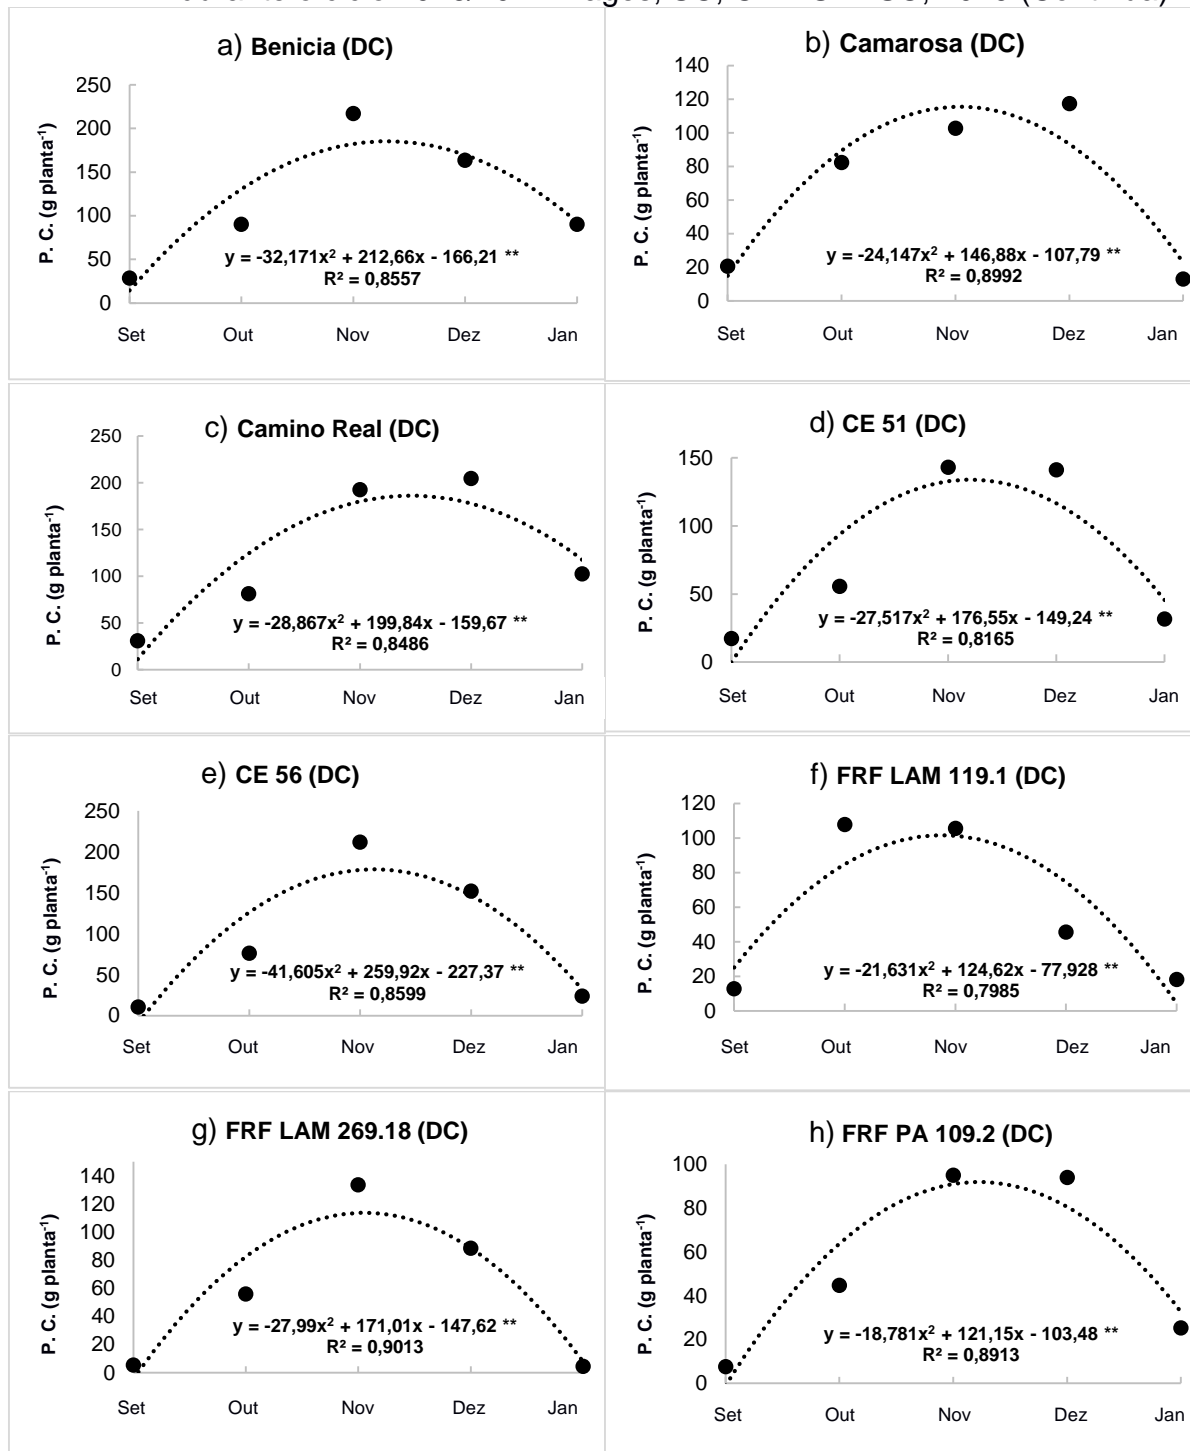 a) Benicia (DC)
P. C. (g planta-1)
250
200
150
100
50
0
y = -32,171x2 + 212,66x - 166,21 **
R² = 0,8557
Set Out Nov Dez Jan
b) Camarosa (DC)
P. C. (g planta-1)
140
120
100
80
60
40
20
0
y = -24,147x2 + 146,88x - 107,79 **
R² = 0,8992
Set Out Nov Dez Jan
c) Camino Real (DC)
P. C. (g planta-1)
250
200
150
100
50
0
y = -28,867x2 + 199,84x - 159,67 **
R² = 0,8486
Set Out Nov Dez Jan
d) CE 51 (DC)
P. C. (g planta-1)
150
100
50
0
y = -27,517x2 + 176,55x - 149,24 **
R² = 0,8165
Set Out Nov Dez Jan
e) CE 56 (DC)
P. C. (g planta-1)
250
200
150
100
50
0
y = -41,605x2 + 259,92x - 227,37 **
R² = 0,8599
Set Out Nov Dez Jan
f) FRF LAM 119.1 (DC)
P. C. (g planta-1)
120
100
80
60
40
20
0
y = -21,631x2 + 124,62x - 77,928 **
R² = 0,7985
Set Out Nov Dez Jan
g) FRF LAM 269.18 (DC)
P. C. (g planta-1)
140
120
100
80
60
40
20
0
y = -27,99x2 + 171,01x - 147,62 **
R² = 0,9013
Set Out Nov Dez Jan
h) FRF PA 109.2 (DC)
P. C. (g planta-1)
100
80
60
40
20
0
y = -18,781x2 + 121,15x - 103,48 **
R² = 0,8913
Set Out Nov Dez Jan